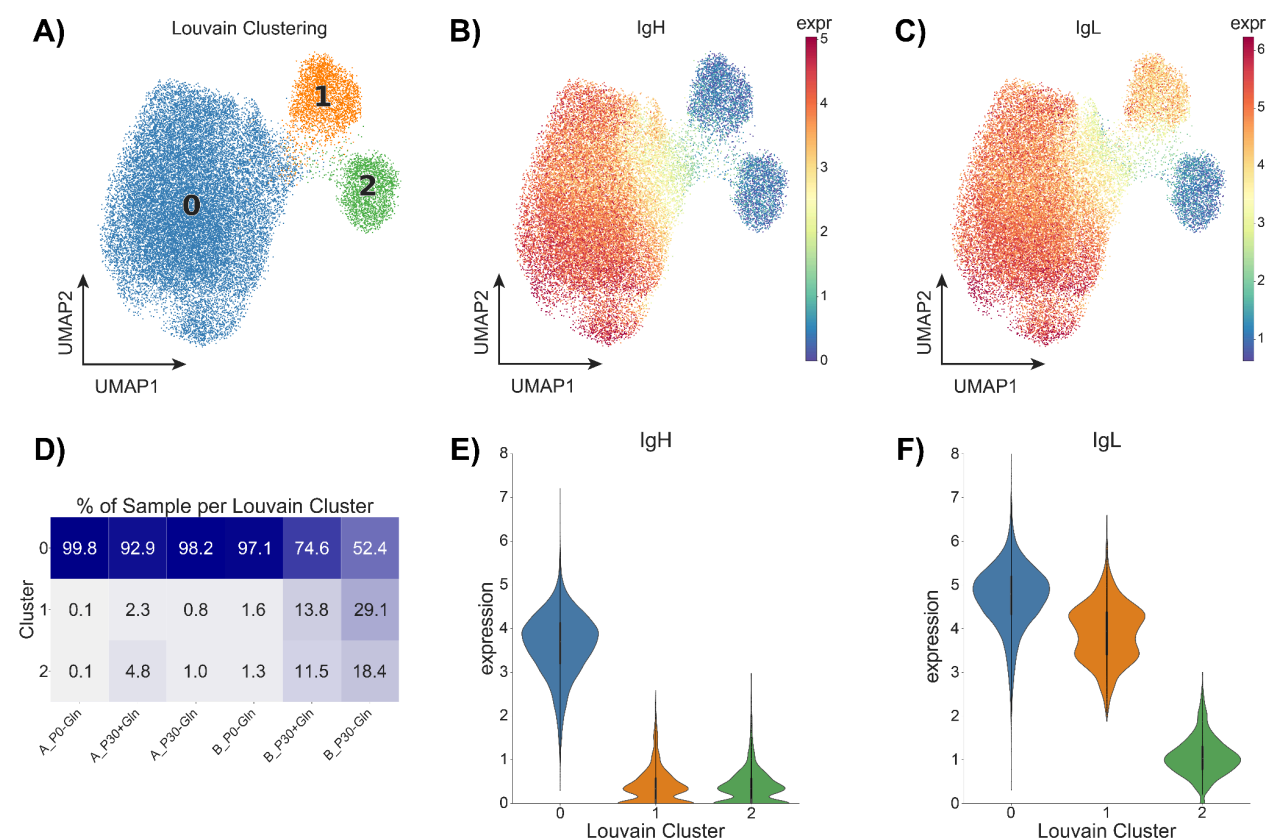 A)
Louvain Clustering
1
2
0
UMAP2
UMAP1
B)
IgH
expr
5
4
3
2
1
0
UMAP2
UMAP1
C)
IgL
expr
6
5
4
3
2
1
UMAP2
UMAP1
D)
% of Sample per Louvain Cluster
Cluster
0 99.8 92.9 98.2 97.1 74.6 52.4
1 0.1 2.3 0.8 1.6 13.8 29.1
2 0.1 4.8 1.0 1.3 11.5 18.4
A_P0-Gln A_P30+Gln A_P30-Gln B_P0-Gln B_P30+Gln B_P30-Gln
E)
IgH
expression
8
7
6
5
4
3
2
1
0
0 1 2
Louvain Cluster
F)
IgL
expression
8
7
6
5
4
3
2
1
0
0 1 2
Louvain Cluster